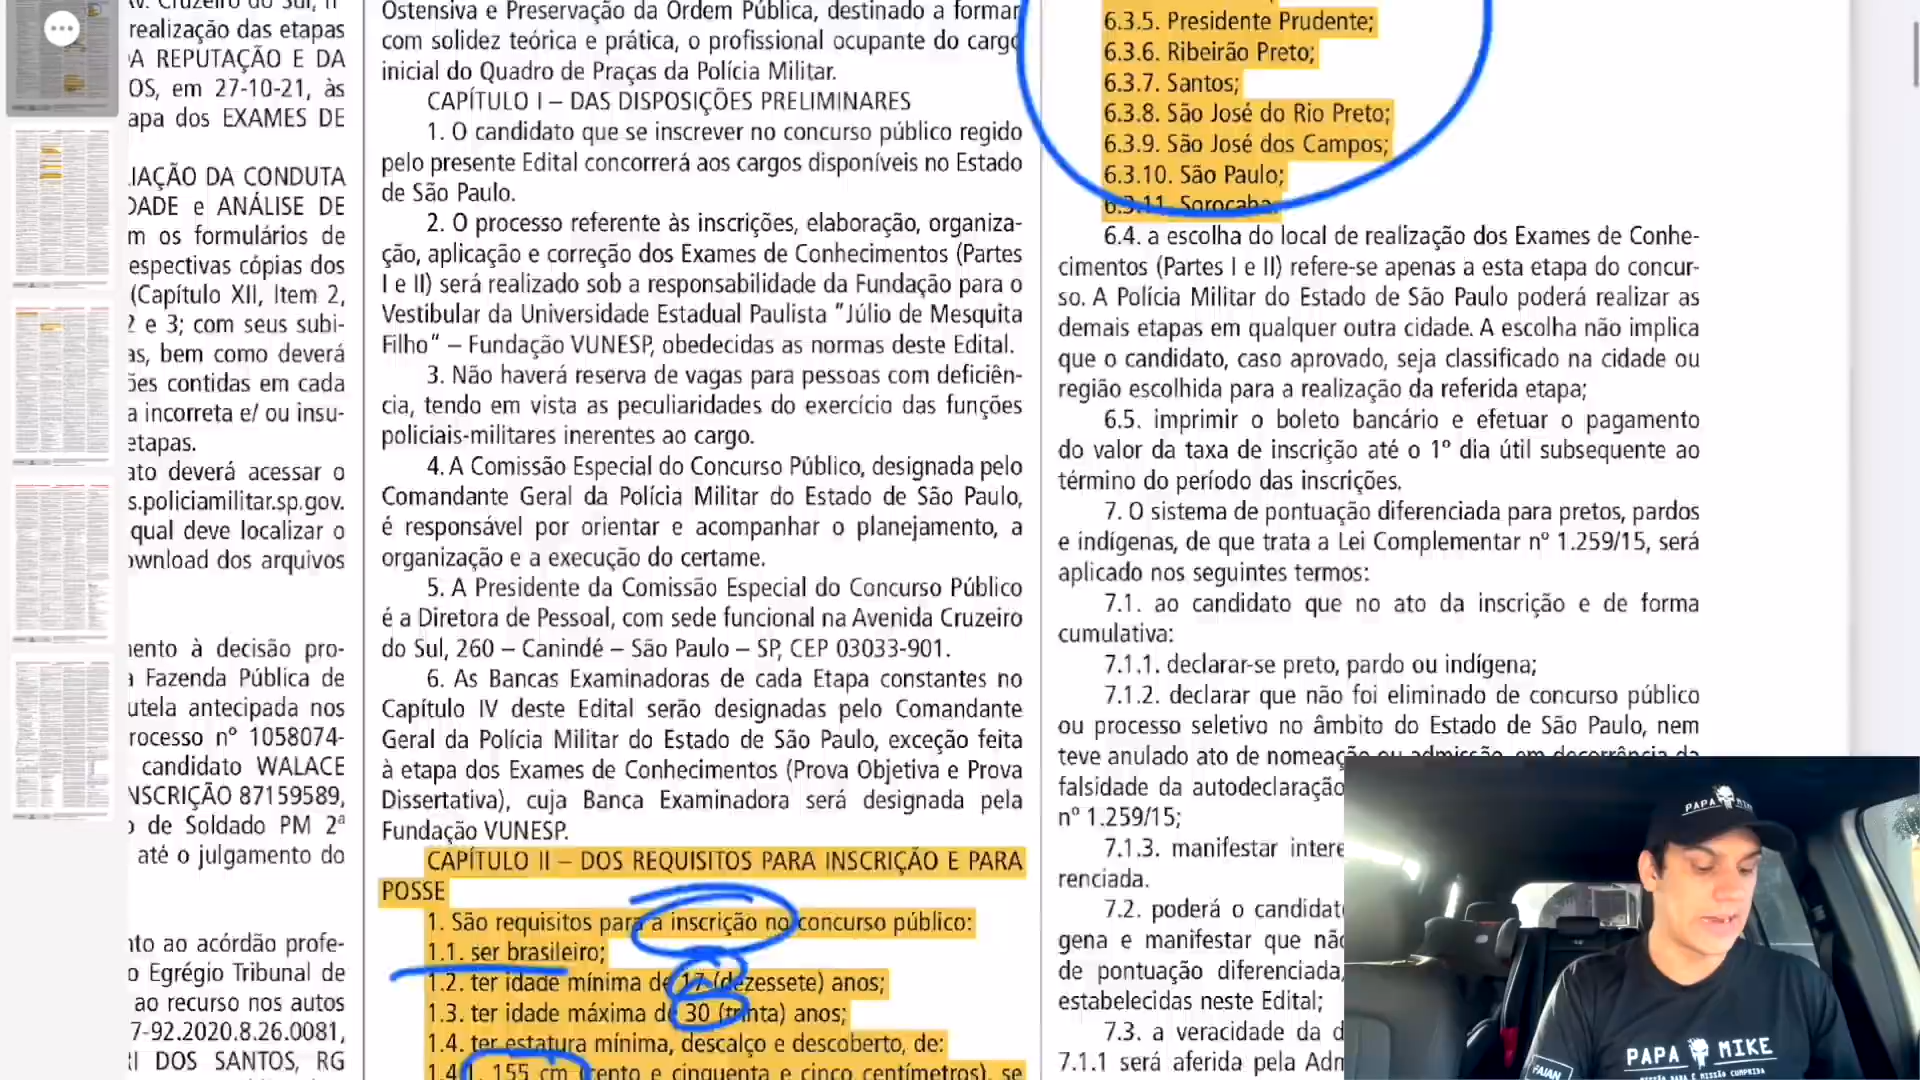 realização das etapas
A REPUTAÇÃO E DA
OS, em 27-10-21, às
apa dos EXAMES DE
IAÇÃO DA CONDUTA
DADE e ANÁLISE DE
m os formulários de
espectivas cópias dos
(Capítulo XII, Item 2,
2 e 3; com seus subi-
as, bem como deverá
ões contidas em cada
a incorreta e/ ou insu-
etapas.
ato deverá acessar o
s.policiamilitar.sp.gov.
qual deve localizar o
ownload dos arquivos
ento à decisão pro-
a Fazenda Pública de
utela antecipada nos
rocesso nº 1058074-
candidato WALACE
NSCRIÇÃO 87159589,
o de Soldado PM 2ª
até o julgamento do
nto ao acórdão profe-
o Egrégio Tribunal de
ao recurso nos autos
7-92.2020.8.26.0081,
RI DOS SANTOS, RG
Ostensiva e Preservação da Ordem Pública, destinado a formar
com solidez teórica e prática, o profissional ocupante do cargo
inicial do Quadro de Praças da Polícia Militar.
CAPÍTULO I – DAS DISPOSIÇÕES PRELIMINARES
1. O candidato que se inscrever no concurso público regido
pelo presente Edital concorrerá aos cargos disponíveis no Estado
de São Paulo.
2. O processo referente às inscrições, elaboração, organiza-
ção, aplicação e correção dos Exames de Conhecimentos (Partes
I e II) será realizado sob a responsabilidade da Fundação para o
Vestibular da Universidade Estadual Paulista "Júlio de Mesquita
Filho" – Fundação VUNESP, obedecidas as normas deste Edital.
3. Não haverá reserva de vagas para pessoas com deficiên-
cia, tendo em vista as peculiaridades do exercício das funções
policiais-militares inerentes ao cargo.
4. A Comissão Especial do Concurso Público, designada pelo
Comandante Geral da Polícia Militar do Estado de São Paulo,
é responsável por orientar e acompanhar o planejamento, a
organização e a execução do certame.
5. A Presidente da Comissão Especial do Concurso Público
é a Diretora de Pessoal, com sede funcional na Avenida Cruzeiro
do Sul, 260 – Canindé – São Paulo – SP, CEP 03033-901.
6. As Bancas Examinadoras de cada Etapa constantes no
Capítulo IV deste Edital serão designadas pelo Comandante
Geral da Polícia Militar do Estado de São Paulo, exceção feita
à etapa dos Exames de Conhecimentos (Prova Objetiva e Prova
Dissertativa), cuja Banca Examinadora será designada pela
Fundação VUNESP.
CAPÍTULO II – DOS REQUISITOS PARA INSCRIÇÃO E PARA
POSSE
1. São requisitos para a inscrição no concurso público:
1.1. ser brasileiro;
1.2. ter idade mínima de 17 (dezessete) anos;
1.3. ter idade máxima de 30 (trinta) anos;
1.4. ter estatura mínima, descalço e descoberto, de:
1.4.1. 155 cm (cento e cinquenta e cinco centímetros), se
6.3.5. Presidente Prudente;
6.3.6. Ribeirão Preto;
6.3.7. Santos;
6.3.8. São José do Rio Preto;
6.3.9. São José dos Campos;
6.3.10. São Paulo;
6.3.11. Sorocaba.
6.4. a escolha do local de realização dos Exames de Conhe-
cimentos (Partes I e II) refere-se apenas a esta etapa do concur-
so. A Polícia Militar do Estado de São Paulo poderá realizar as
demais etapas em qualquer outra cidade. A escolha não implica
que o candidato, caso aprovado, seja classificado na cidade ou
região escolhida para a realização da referida etapa;
6.5. imprimir o boleto bancário e efetuar o pagamento
do valor da taxa de inscrição até o 1º dia útil subsequente ao
término do período das inscrições.
7. O sistema de pontuação diferenciada para pretos, pardos
e indígenas, de que trata a Lei Complementar nº 1.259/15, será
aplicado nos seguintes termos:
7.1. ao candidato que no ato da inscrição e de forma
cumulativa:
7.1.1. declarar-se preto, pardo ou indígena;
7.1.2. declarar que não foi eliminado de concurso público
ou processo seletivo no âmbito do Estado de São Paulo, nem
teve anulado ato de nomeação ou admissão, em decorrência da
falsidade da autodeclaração
nº 1.259/15;
7.1.3. manifestar intere
renciada.
7.2. poderá o candidat
gena e manifestar que nã
de pontuação diferenciada,
estabelecidas neste Edital;
7.3. a veracidade da d
7.1.1 será aferida pela Adm
PAPA MIKE
PAPA MIKE